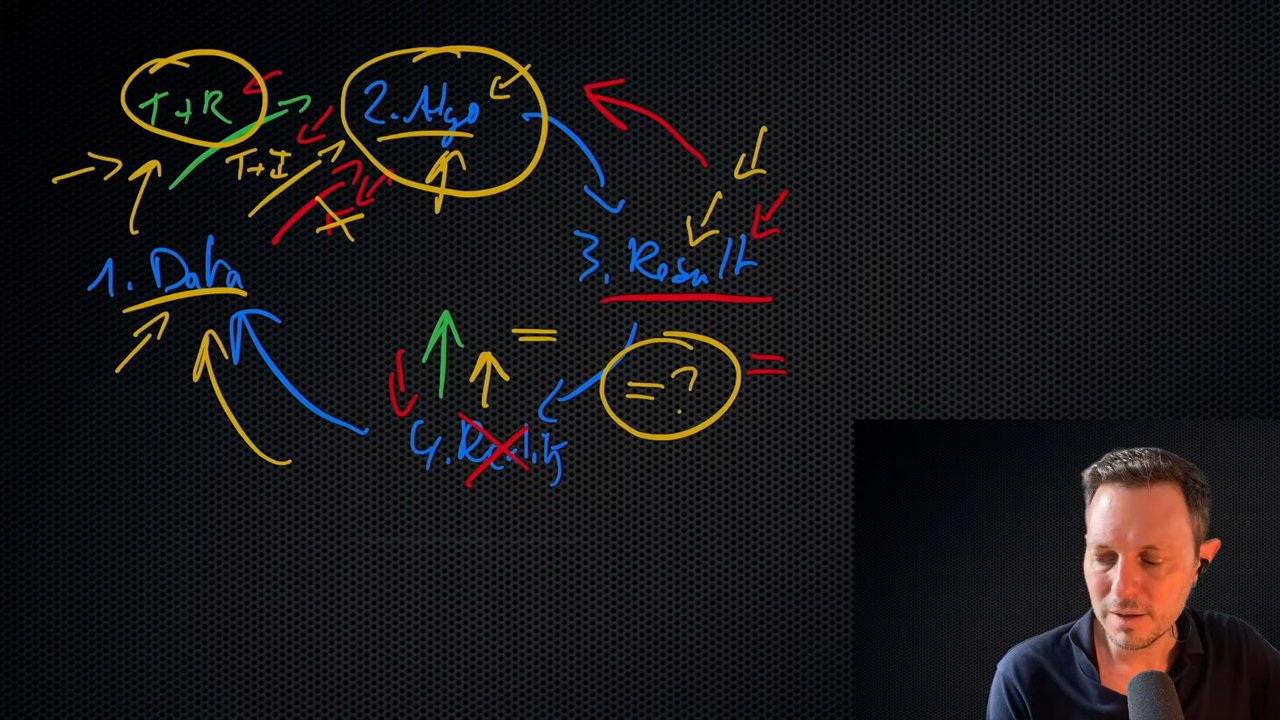 T+R
2. Algo
T+I
1. Data
3. Result
= ?
=
=
4. Reality